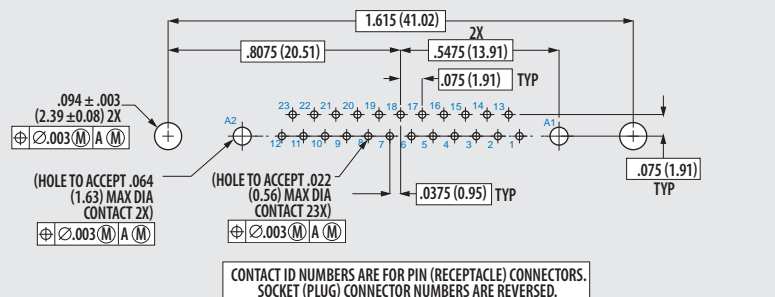 1.615 (41.02)
2X
.8075 (20.51)
.5475 (13.91)
.075 (1.91) TYP
.094 ± .003
(2.39 ±0.08) 2X
⌖ Ø.003 Ⓜ A Ⓜ
23 22 21 20 19 18 17 16 15 14 13
A2
A1
12 11 10 9 8 7 6 5 4 3 2 1
(HOLE TO ACCEPT .064
(1.63) MAX DIA
CONTACT 2X)
⌖ Ø.003 Ⓜ A Ⓜ
(HOLE TO ACCEPT .022
(0.56) MAX DIA
CONTACT 23X)
⌖ Ø.003 Ⓜ A Ⓜ
.0375 (0.95) TYP
.075 (1.91)
TYP
CONTACT ID NUMBERS ARE FOR PIN (RECEPTACLE) CONNECTORS.
SOCKET (PLUG) CONNECTOR NUMBERS ARE REVERSED.